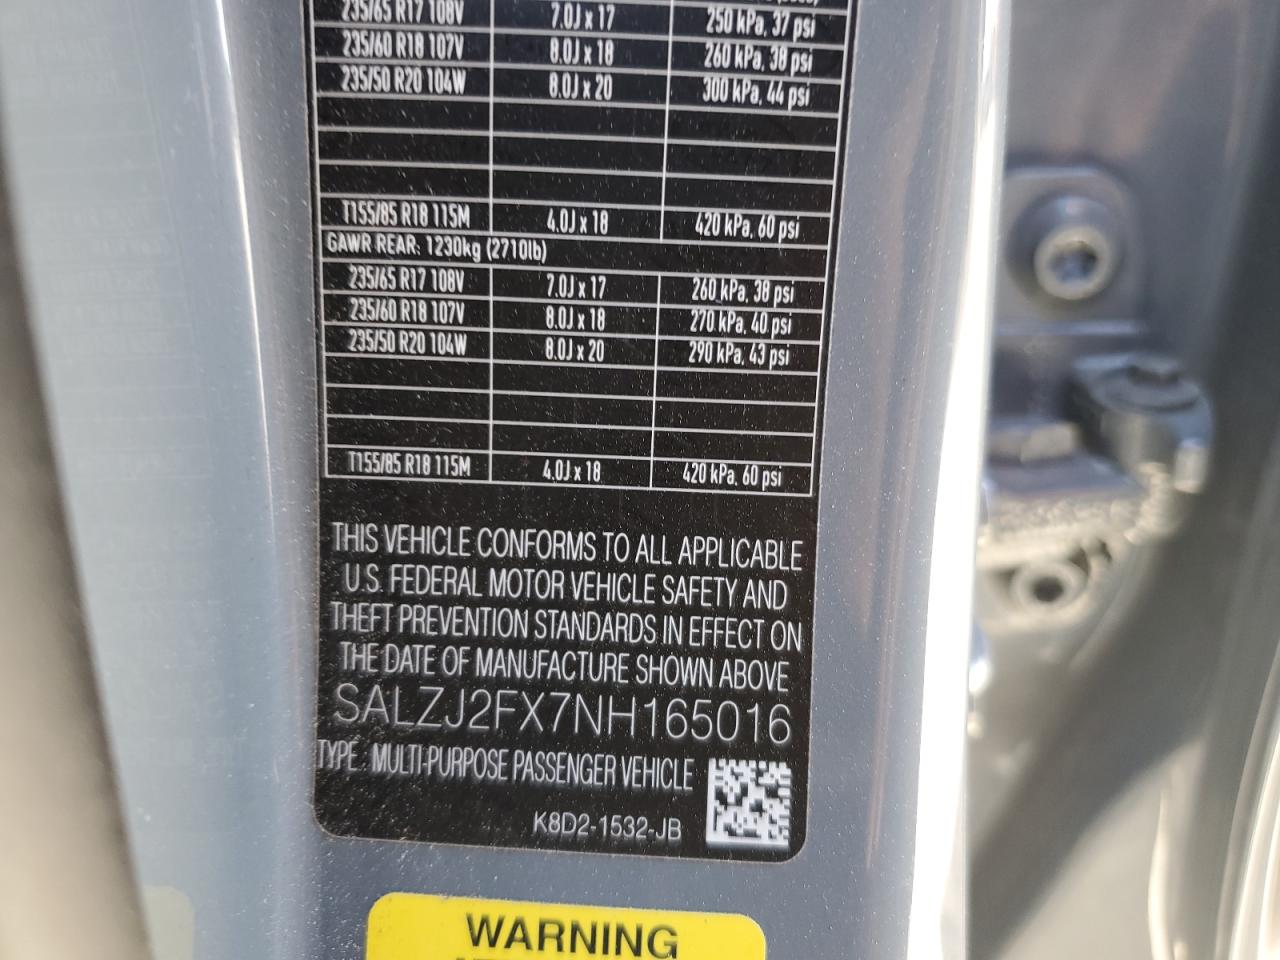 235/65 R17 108V 7.0J x 17 250 kPa, 37 psi
235/60 R18 107V 8.0J x 18 260 kPa, 38 psi
235/50 R20 104W 8.0J x 20 300 kPa, 44 psi
T155/85 R18 115M 4.0J x 18 420 kPa, 60 psi
GAWR REAR: 1230kg (2710lb)
235/65 R17 108V 7.0J x 17 260 kPa, 38 psi
235/60 R18 107V 8.0J x 18 270 kPa, 40 psi
235/50 R20 104W 8.0J x 20 290 kPa, 43 psi
T155/85 R18 115M 4.0J x 18 420 kPa, 60 psi
THIS VEHICLE CONFORMS TO ALL APPLICABLE
U.S. FEDERAL MOTOR VEHICLE SAFETY AND
THEFT PREVENTION STANDARDS IN EFFECT ON
THE DATE OF MANUFACTURE SHOWN ABOVE
SALZJ2FX7NH165016
TYPE : MULTI-PURPOSE PASSENGER VEHICLE
K8D2-1532-JB
WARNING